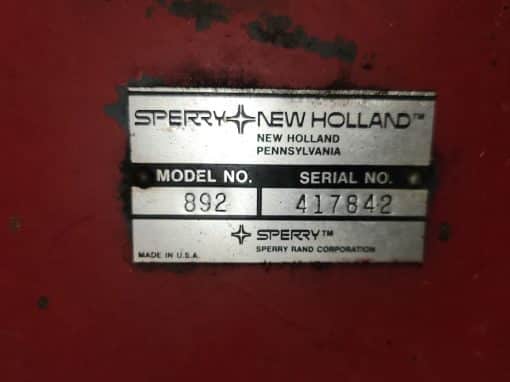 SPERRY NEW HOLLAND™
NEW HOLLAND
PENNSYLVANIA
MODEL NO. SERIAL NO.
892 417842
SPERRY™
SPERRY RAND CORPORATION
MADE IN U.S.A.